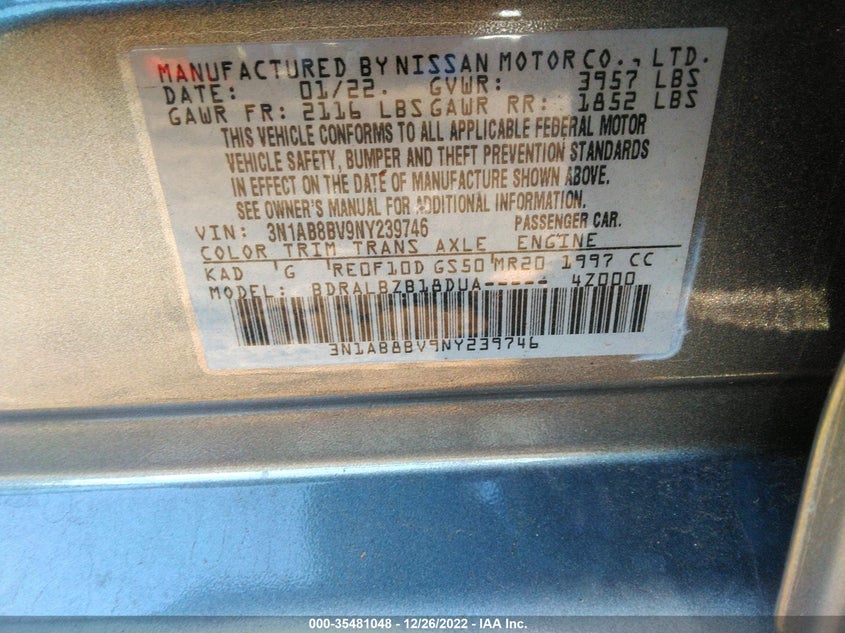 MANUFACTURED BY NISSAN MOTOR CO., LTD.
DATE: 01/22. GVWR: 3957 LBS
GAWR FR: 2116 LBS GAWR RR: 1852 LBS
THIS VEHICLE CONFORMS TO ALL APPLICABLE FEDERAL MOTOR
VEHICLE SAFETY, BUMPER AND THEFT PREVENTION STANDARDS
IN EFFECT ON THE DATE OF MANUFACTURE SHOWN ABOVE.
SEE OWNER'S MANUAL FOR ADDITIONAL INFORMATION.
VIN: 3N1AB8BV9NY239746 PASSENGER CAR.
COLOR TRIM TRANS AXLE ENGINE
KAD G RE0F10D GS50 MR20 1997 CC
MODEL: BDRALBZB18DUA----- 4Z000
3N1AB8BV9NY239746
000-35481048 - 12/26/2022 - IAA Inc.